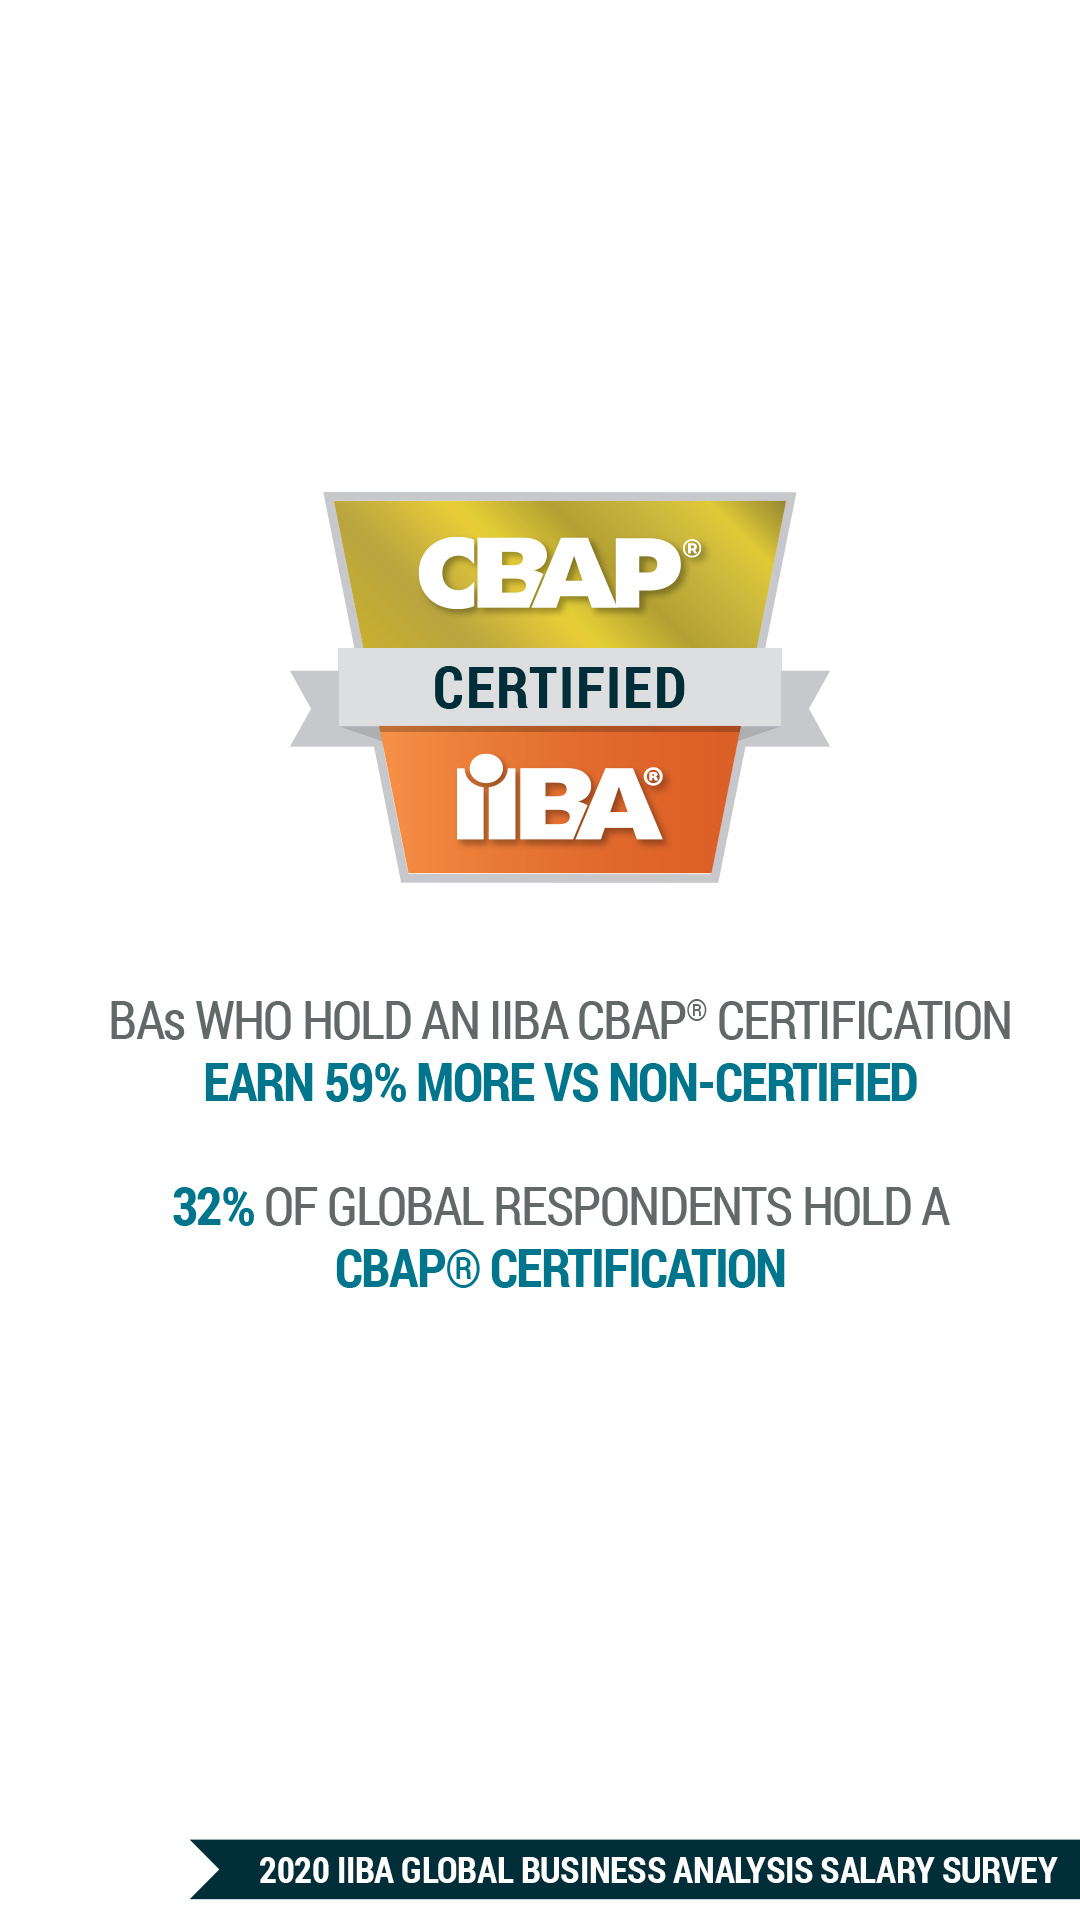 CBAP®
CERTIFIED
IIBA®
BAs WHO HOLD AN IIBA CBAP® CERTIFICATION
EARN 59% MORE VS NON-CERTIFIED
32% OF GLOBAL RESPONDENTS HOLD A
CBAP® CERTIFICATION
2020 IIBA GLOBAL BUSINESS ANALYSIS SALARY SURVEY